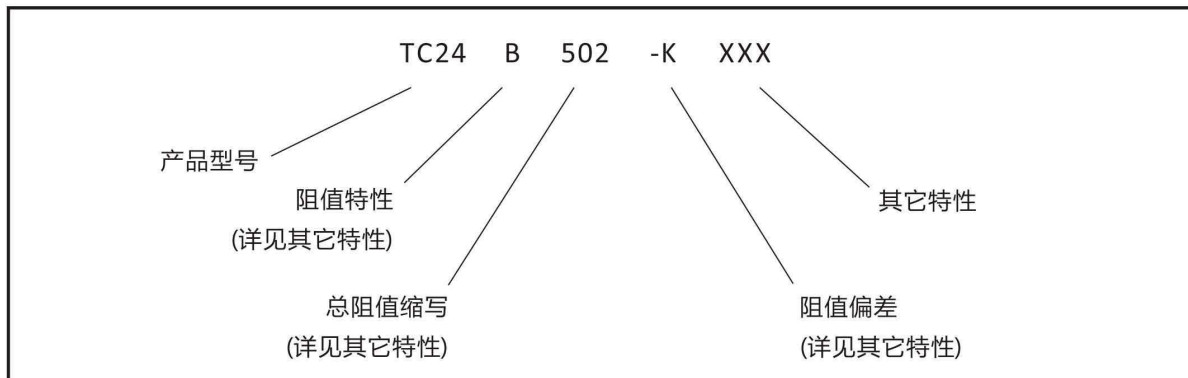 TC24 B 502 -K XXX
产品型号
阻值特性
(详见其它特性)
其它特性
总阻值缩写
(详见其它特性)
阻值偏差
(详见其它特性)